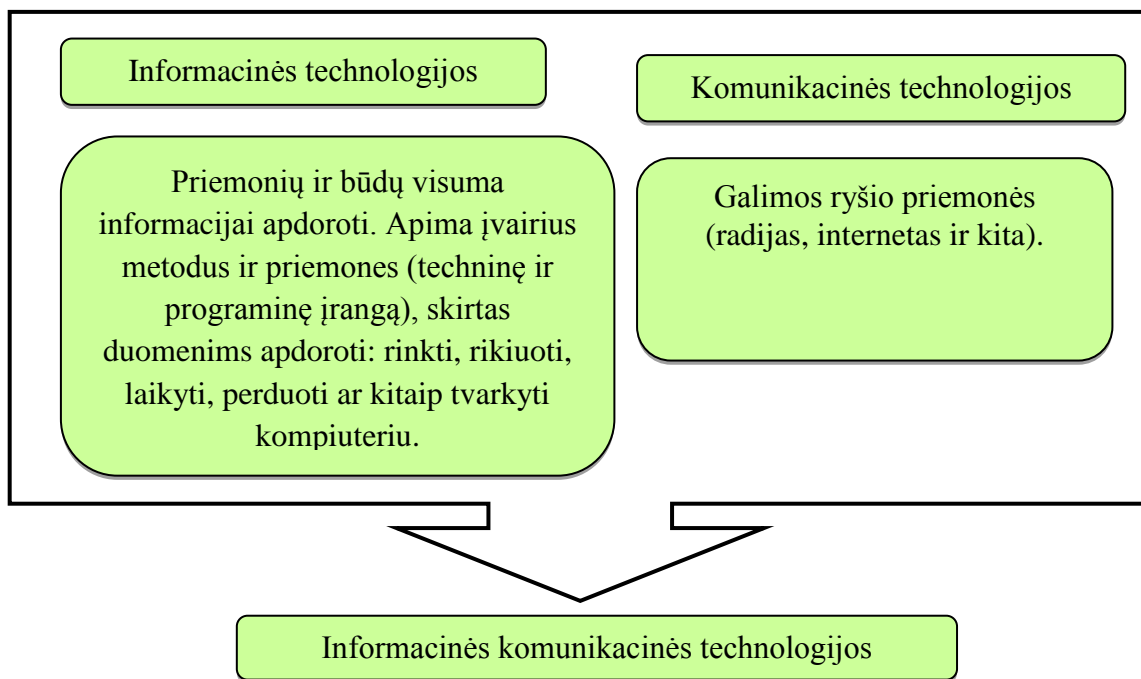 Informacinės technologijos
Priemonių ir būdų visuma
informacijai apdoroti. Apima įvairius
metodus ir priemones (techninę ir
programinę įrangą), skirtas
duomenims apdoroti: rinkti, rikiuoti,
laikyti, perduoti ar kitaip tvarkyti
kompiuteriu.
Komunikacinės technologijos
Galimos ryšio priemonės
(radijas, internetas ir kita).
Informacinės komunikacinės technologijos